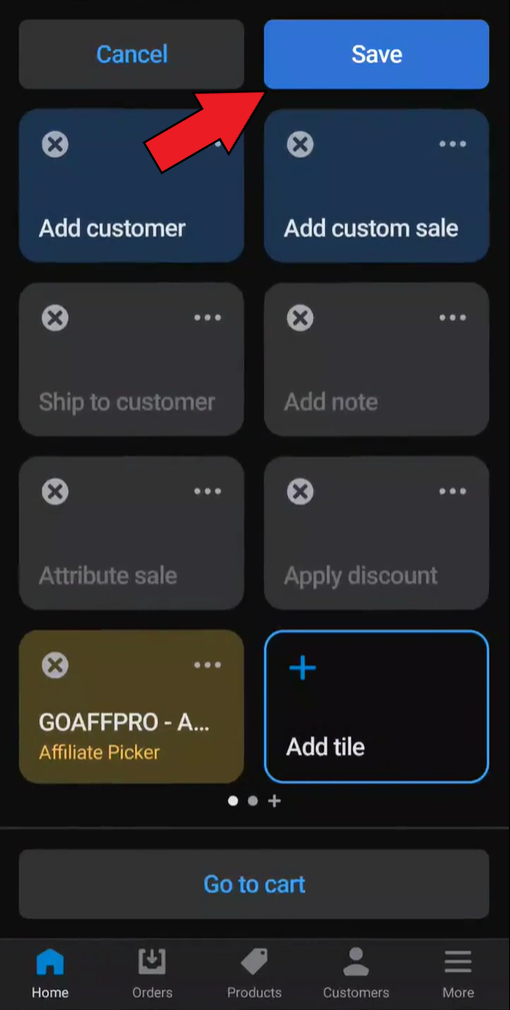 Cancel
Save
Add customer
Add custom sale
Ship to customer
Add note
Attribute sale
Apply discount
GOAFFPRO - A...
Affiliate Picker
Add tile
Go to cart
Home
Orders
Products
Customers
More